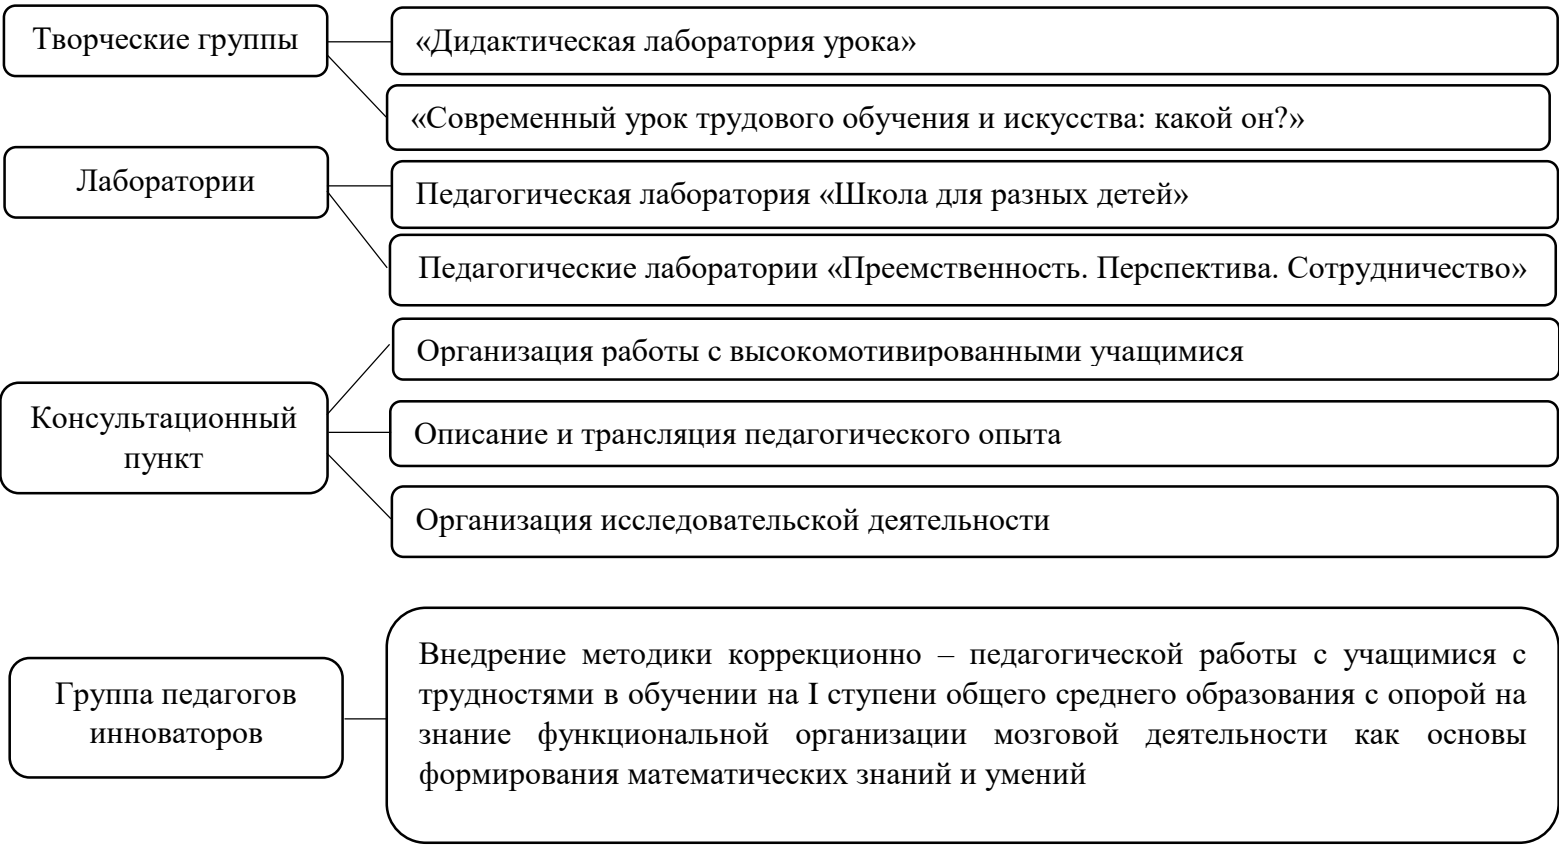 Творческие группы
«Дидактическая лаборатория урока»
«Современный урок трудового обучения и искусства: какой он?»
Лаборатории
Педагогическая лаборатория «Школа для разных детей»
Педагогические лаборатории «Преемственность. Перспектива. Сотрудничество»
Консультационный
пункт
Организация работы с высокомотивированными учащимися
Описание и трансляция педагогического опыта
Организация исследовательской деятельности
Группа педагогов
инноваторов
Внедрение методики коррекционно – педагогической работы с учащимися с
трудностями в обучении на I ступени общего среднего образования с опорой на
знание функциональной организации мозговой деятельности как основы
формирования математических знаний и умений